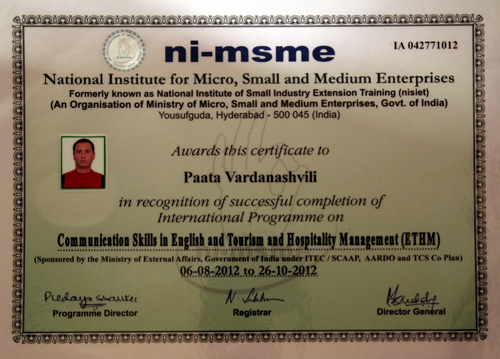 ni-msme
IA 042771012
National Institute for Micro, Small and Medium Enterprises
Formerly known as National Institute of Small Industry Extension Training (nisiet)
(An Organisation of Ministry of Micro, Small and Medium Enterprises, Govt. of India)
Yousufguda, Hyderabad - 500 045 (India)
Awards this certificate to
Paata Vardanashvili
in recognition of successful completion of
International Programme on
Communication Skills in English and Tourism and Hospitality Management (ETHM)
(Sponsored by the Ministry of External Affairs, Government of India under ITEC / SCAAP, AARDO and TCS Co Plan)
06-08-2012 to 26-10-2012
Programme Director
Registrar
Director General